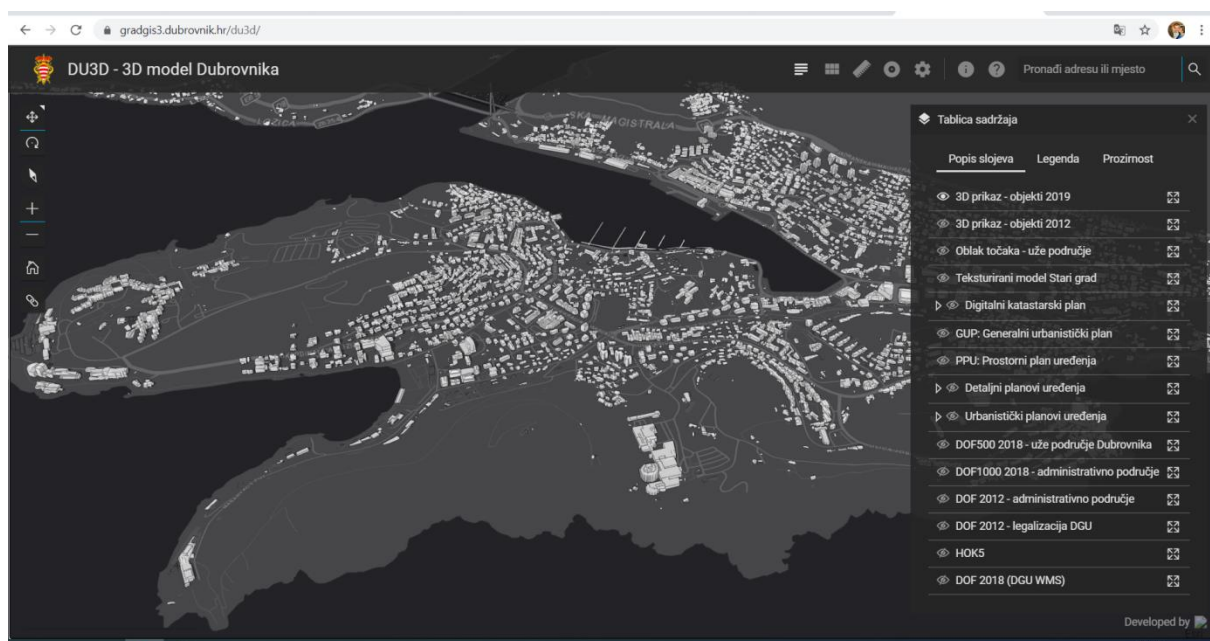 gradgis3.dubrovnik.hr/du3d/
DU3D - 3D model Dubrovnika
Pronađi adresu ili mjesto
LOZICA
SKA MAGISTRALA
Tablica sadržaja
Popis slojeva Legenda Prozirnost
3D prikaz - objekti 2019
3D prikaz - objekti 2012
Oblak točaka - uže područje
Teksturirani model Stari grad
Digitalni katastarski plan
GUP: Generalni urbanistički plan
PPU: Prostorni plan uređenja
Detaljni planovi uređenja
Urbanistički planovi uređenja
DOF500 2018 - uže područje Dubrovnika
DOF1000 2018 - administrativno područje
DOF 2012 - administrativno područje
DOF 2012 - legalizacija DGU
HOK5
DOF 2018 (DGU WMS)
Developed by